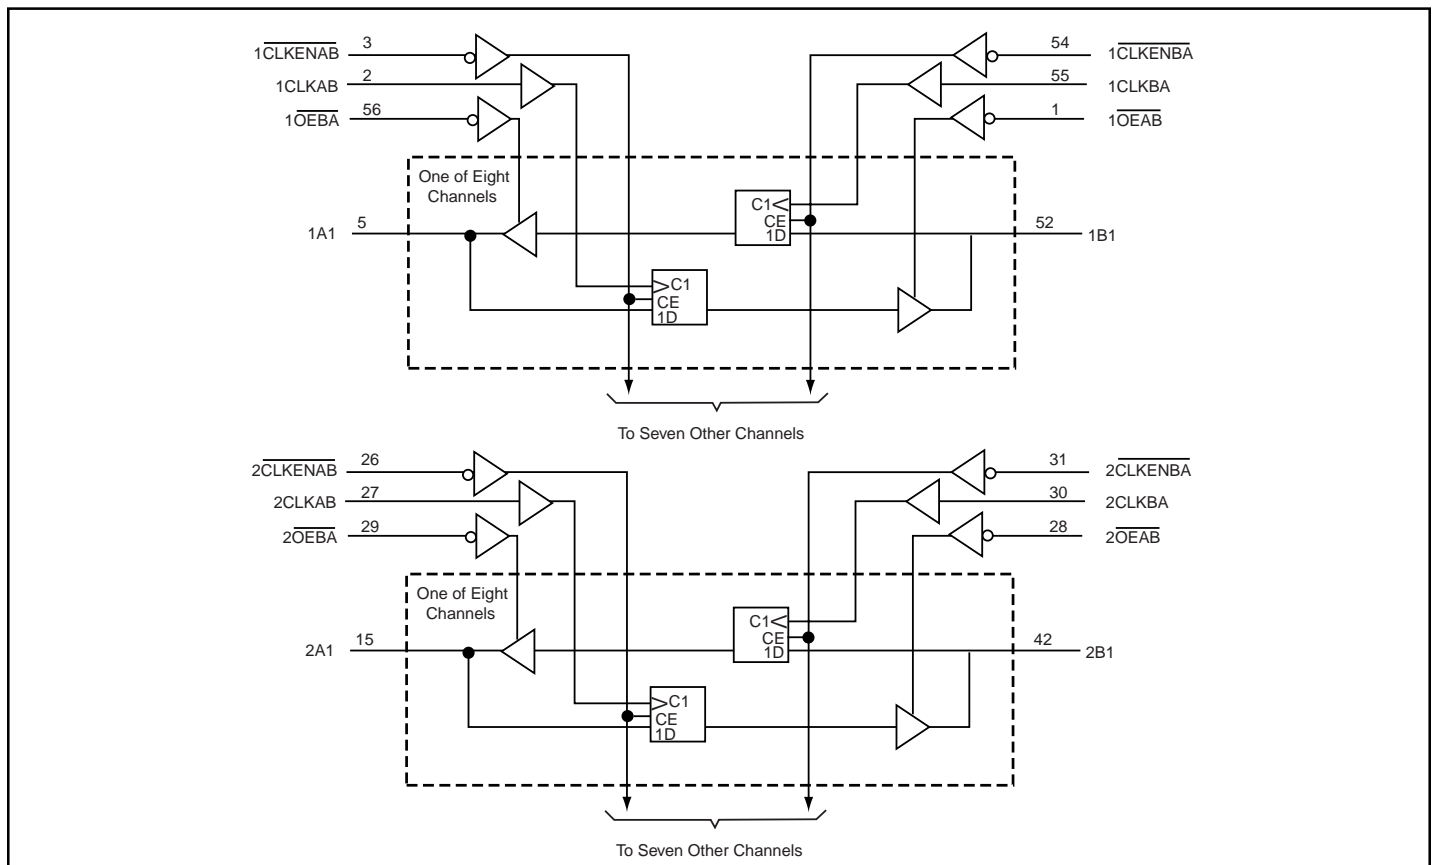 1CLKENAB 3
1CLKAB 2
1OEBA 56
54 1CLKENBA
55 1CLKBA
1 1OEAB
One of Eight
Channels
C1
CE
1D
1A1 5
52 1B1
C1
CE
1D
To Seven Other Channels
2CLKENAB 26
2CLKAB 27
2OEBA 29
31 2CLKENBA
30 2CLKBA
28 2OEAB
One of Eight
Channels
C1
CE
1D
2A1 15
42 2B1
C1
CE
1D
To Seven Other Channels